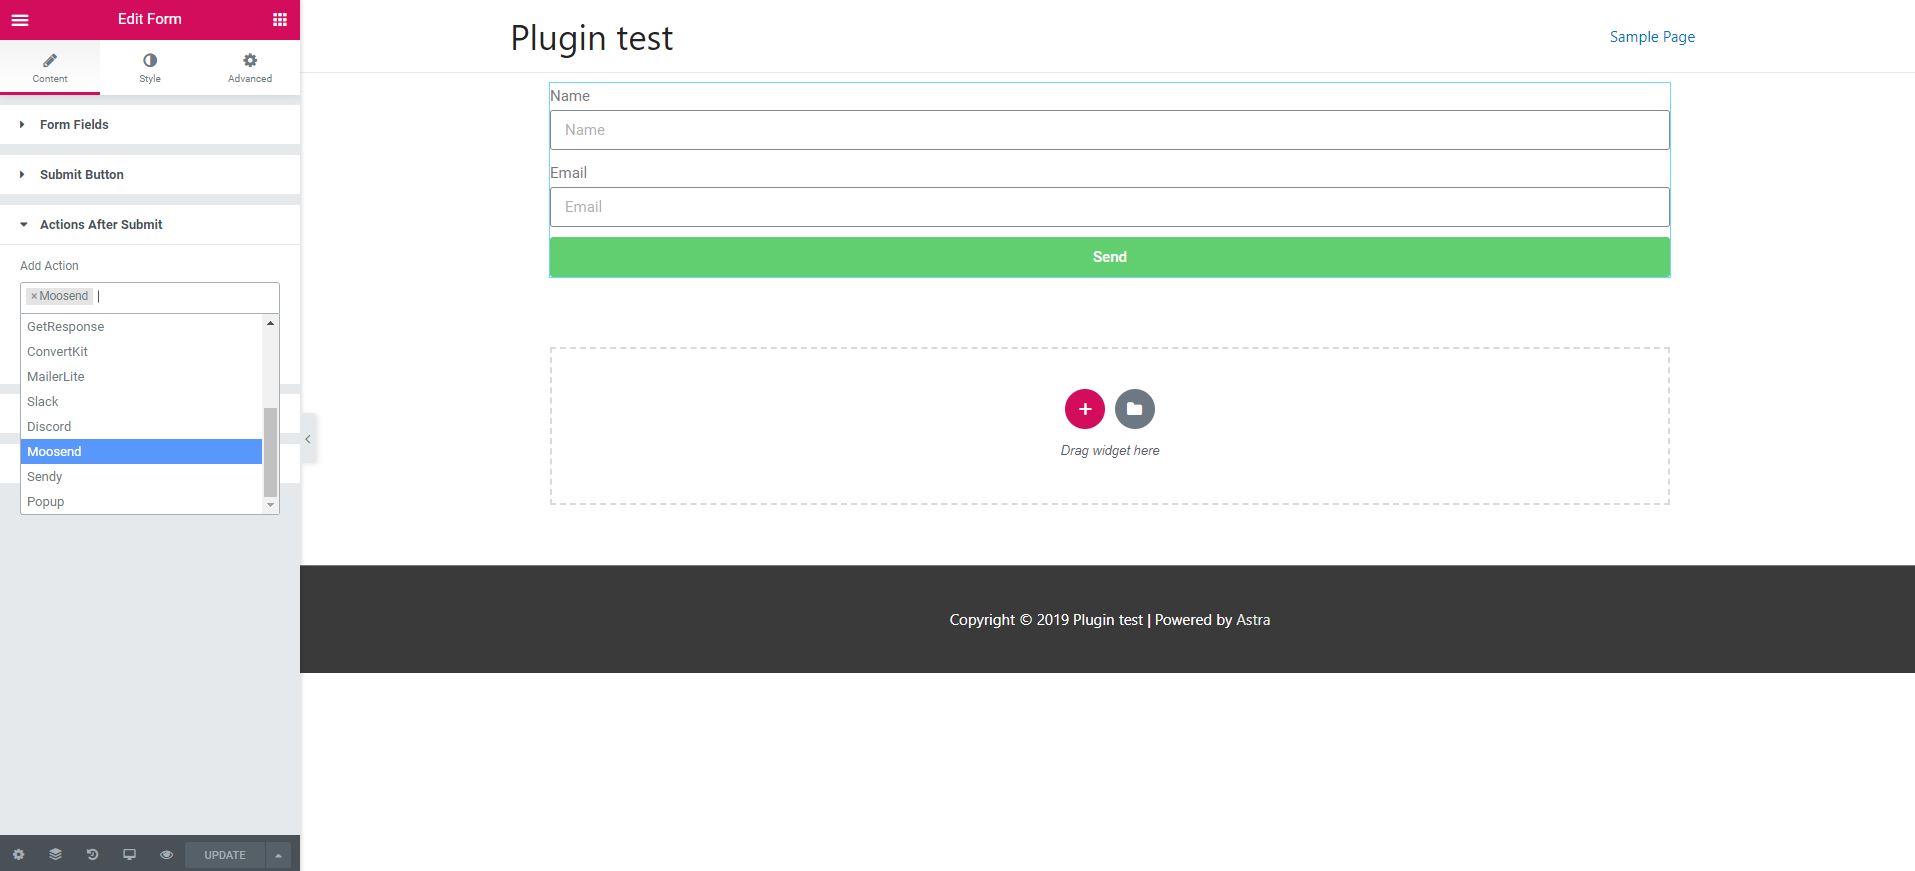 Edit Form
Content
Style
Advanced
Form Fields
Submit Button
Actions After Submit
Add Action
× Moosend
GetResponse
ConvertKit
MailerLite
Slack
Discord
Moosend
Sendy
Popup
UPDATE
Plugin test
Sample Page
Name
Name
Email
Email
Send
Drag widget here
Copyright © 2019 Plugin test | Powered by Astra